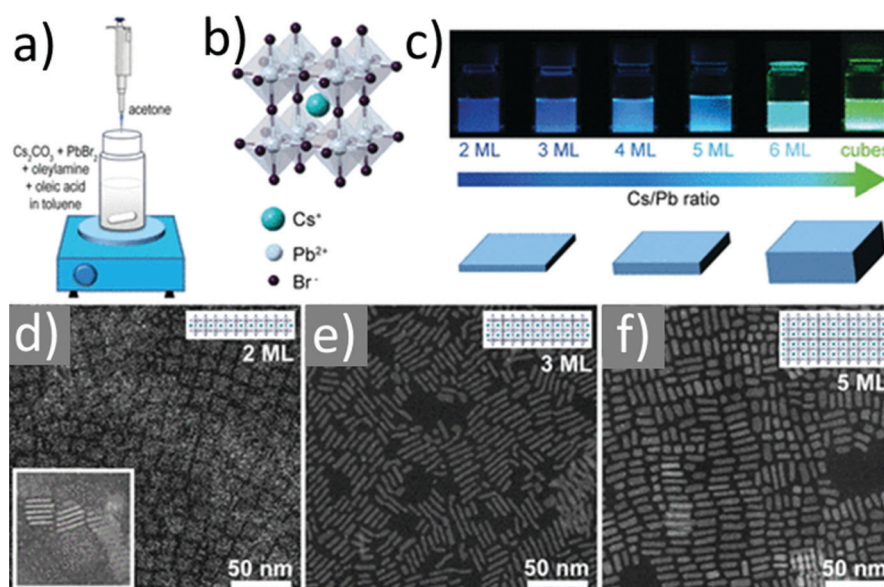 a)
acetone
Cs₂CO₃ + PbBr₂
+ oleylamine
+ oleic acid
in toluene
b)
Cs⁺
Pb²⁺
Br⁻
c)
2 ML 3 ML 4 ML 5 ML 6 ML cubes
Cs/Pb ratio
d)
2 ML
50 nm
e)
3 ML
50 nm
f)
5 ML
50 nm